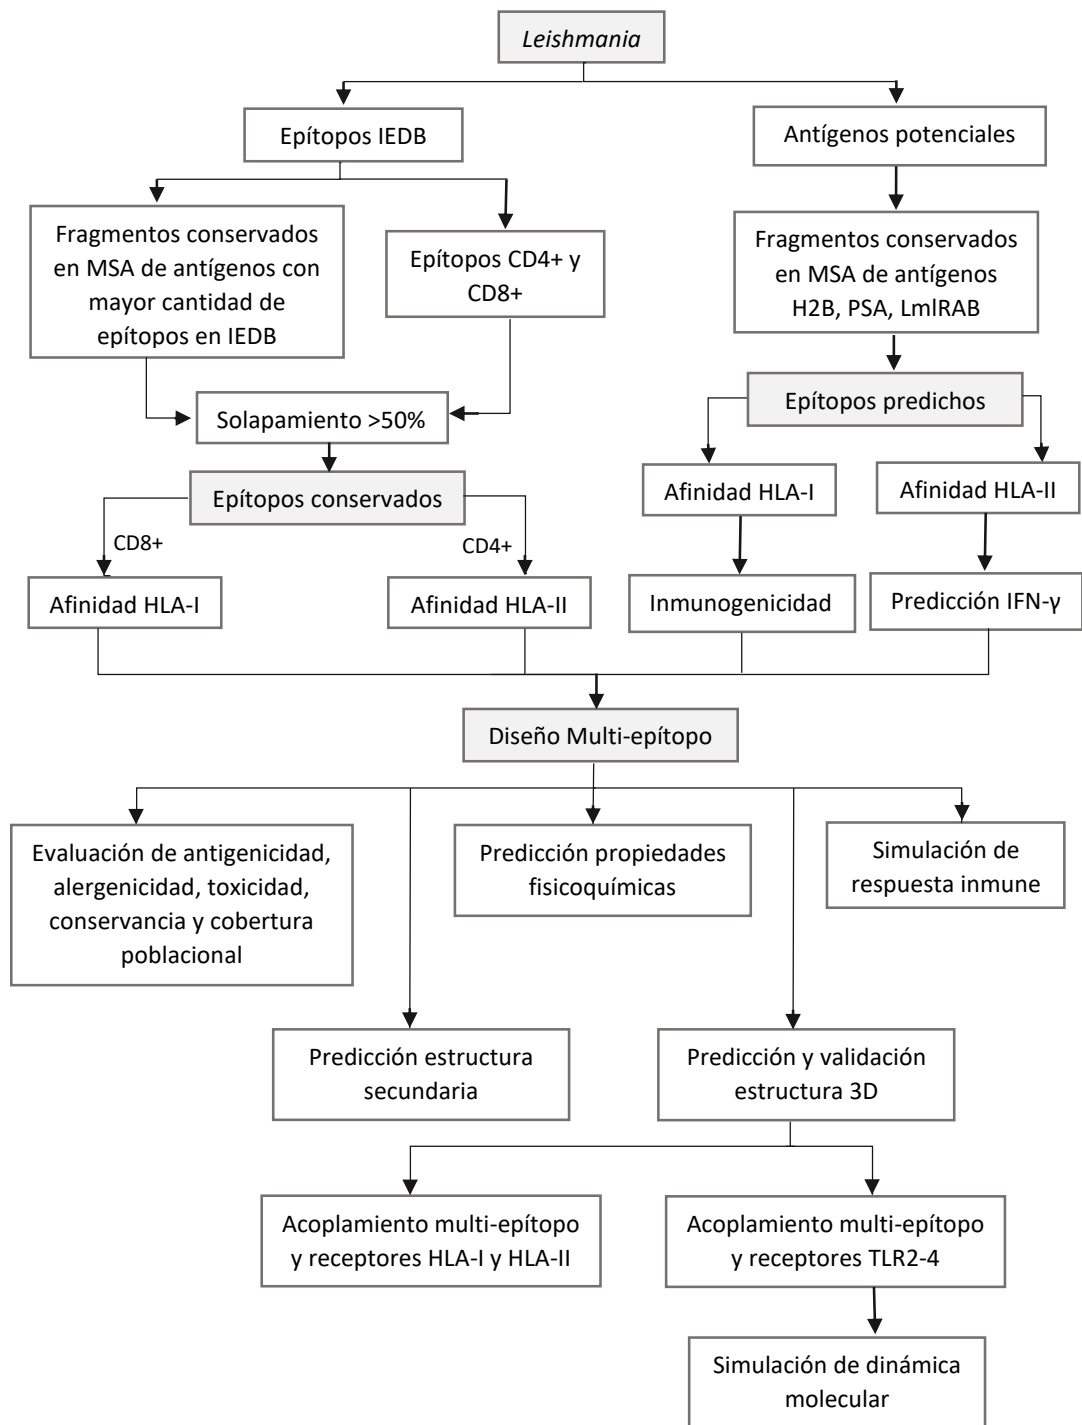 Leishmania
Epítopos IEDB
Antígenos potenciales
Fragmentos conservados
en MSA de antígenos con
mayor cantidad de
epítopos en IEDB
Epítopos CD4+ y
CD8+
Fragmentos conservados
en MSA de antígenos
H2B, PSA, LmlRAB
Solapamiento >50%
Epítopos predichos
Epítopos conservados
Afinidad HLA-I
Afinidad HLA-II
CD8+
CD4+
Afinidad HLA-I
Afinidad HLA-II
Inmunogenicidad
Predicción IFN-γ
Diseño Multi-epítopo
Evaluación de antigenicidad,
alergenicidad, toxicidad,
conservancia y cobertura
poblacional
Predicción propiedades
fisicoquímicas
Simulación de
respuesta inmune
Predicción estructura
secundaria
Predicción y validación
estructura 3D
Acoplamiento multi-epítopo
y receptores HLA-I y HLA-II
Acoplamiento multi-epítopo
y receptores TLR2-4
Simulación de dinámica
molecular